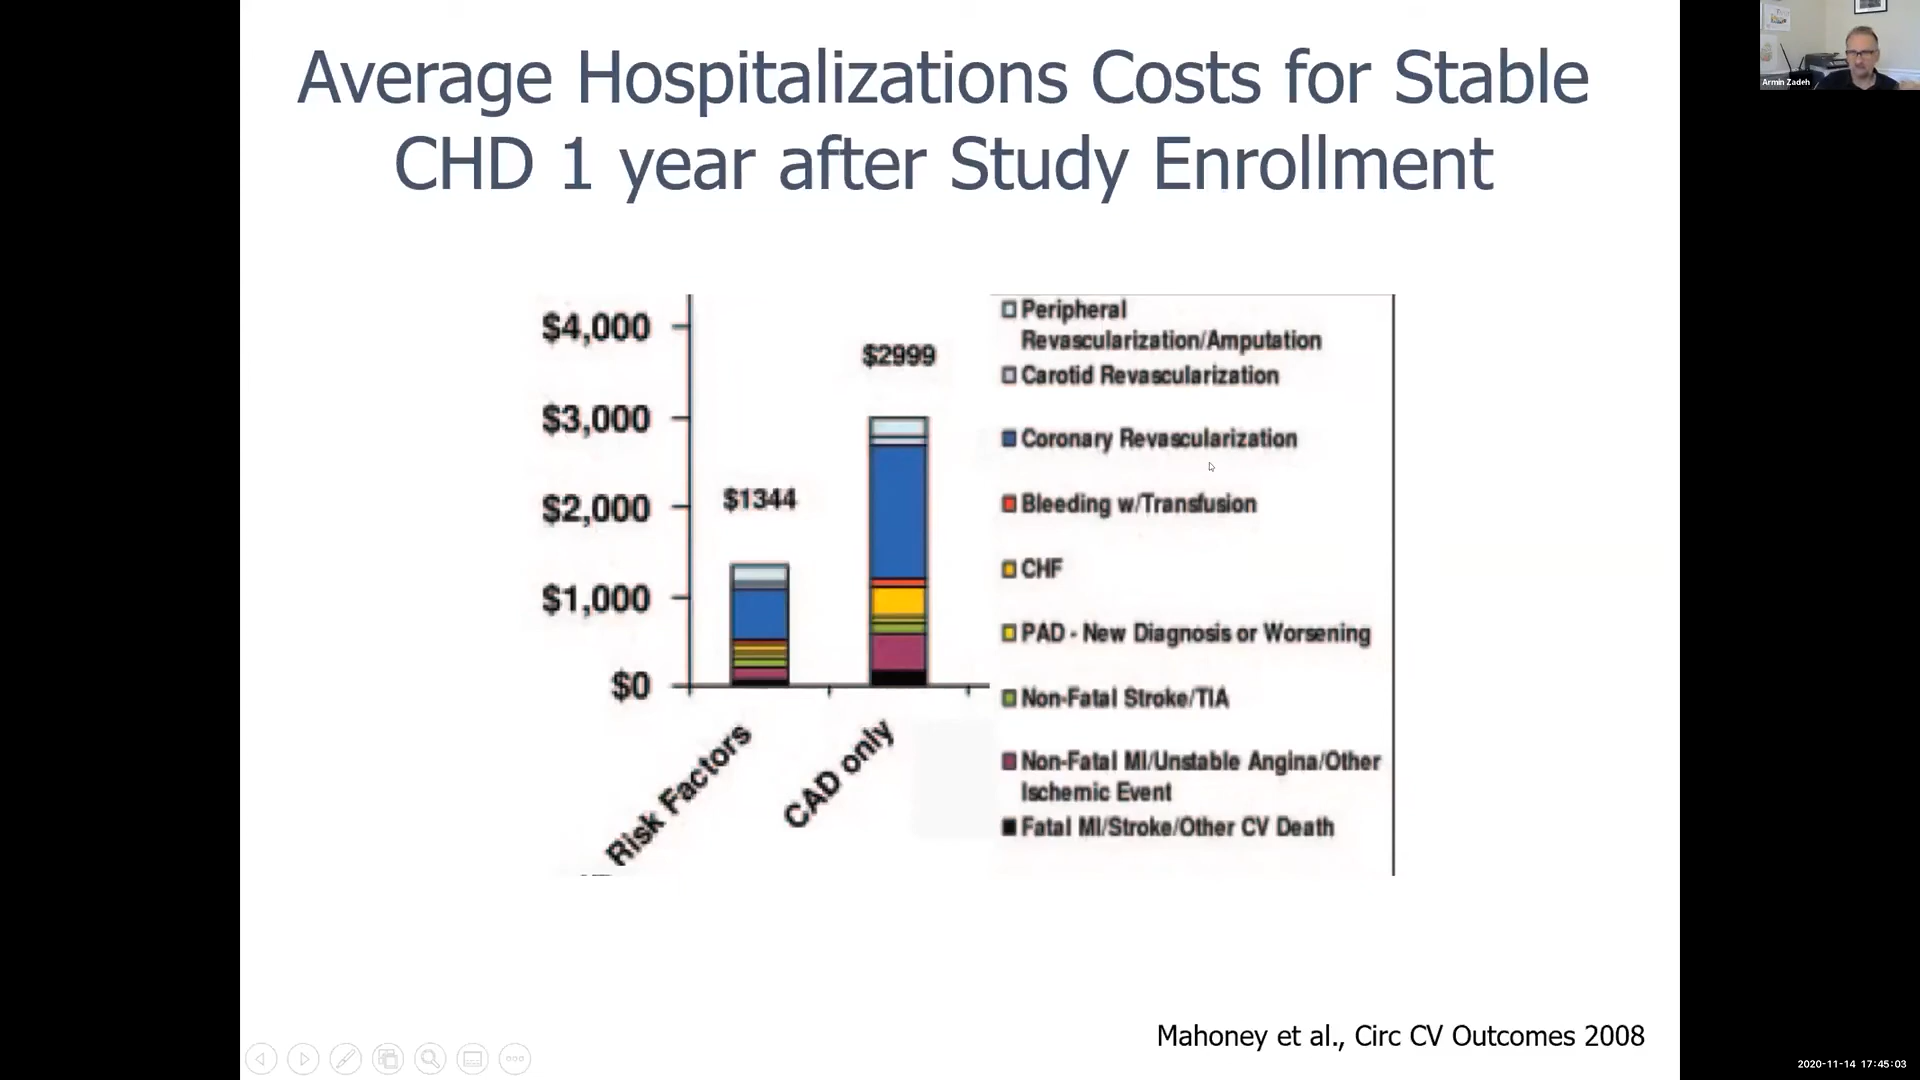 Average Hospitalizations Costs for Stable
CHD 1 year after Study Enrollment
Armin Zadeh
$4,000
$3,000
$2,000
$1,000
$0
$1344
$2999
Risk Factors
CAD only
Peripheral
Revascularization/Amputation
Carotid Revascularization
Coronary Revascularization
Bleeding w/Transfusion
CHF
PAD - New Diagnosis or Worsening
Non-Fatal Stroke/TIA
Non-Fatal MI/Unstable Angina/Other
Ischemic Event
Fatal MI/Stroke/Other CV Death
Mahoney et al., Circ CV Outcomes 2008
2020-11-14 17:45:03